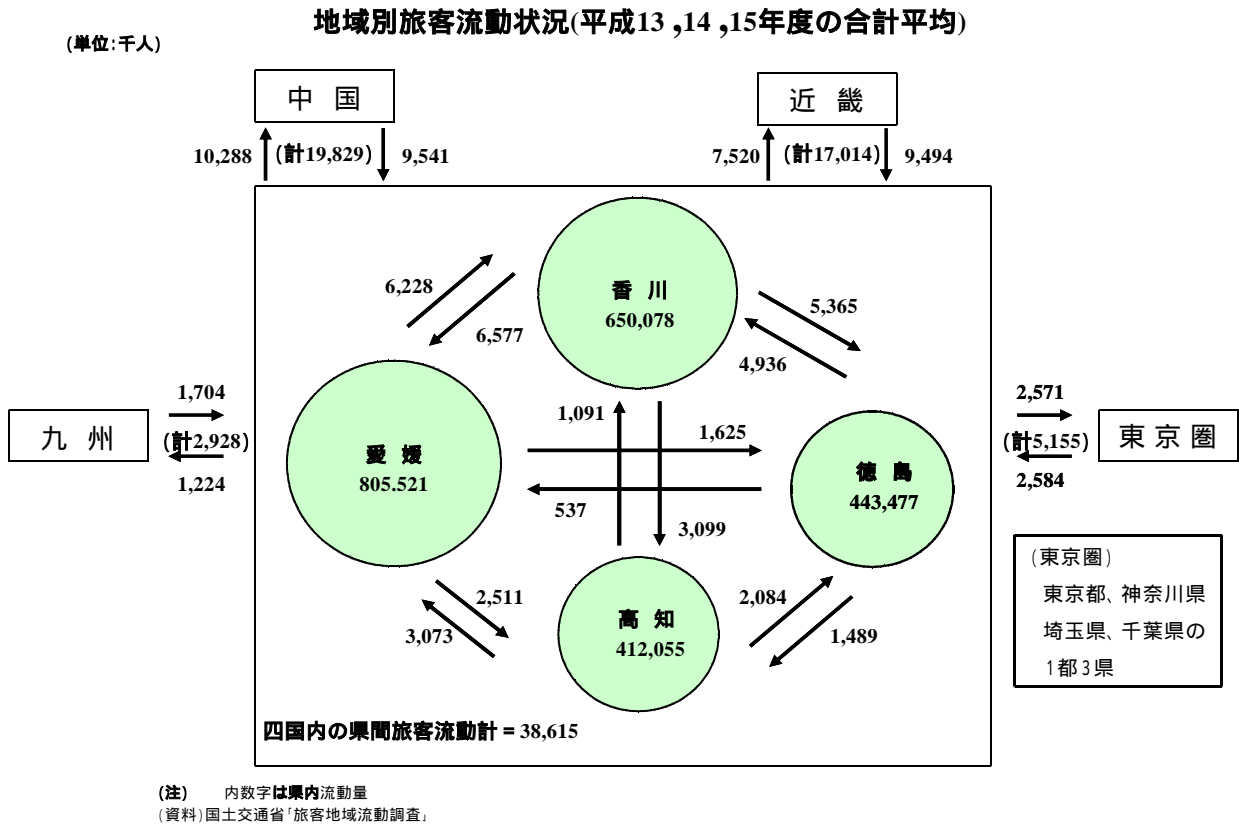 地域別旅客流動状況(平成13 ,14 ,15年度の合計平均)
(単位:千人)
中 国
近 畿
10,288
(計19,829)
9,541
7,520
(計17,014)
9,494
香 川
650,078
6,228
6,577
5,365
4,936
九 州
1,704
(計2,928)
1,224
愛 媛
805.521
1,091
1,625
537
3,099
徳 島
443,477
2,571
(計5,155)
2,584
東 京 圏
高 知
412,055
2,511
3,073
2,084
1,489
(東京圏)
東京都、神奈川県
埼玉県、千葉県の
1都3県
四国内の県間旅客流動計 = 38,615
(注) 内数字は県内流動量
(資料)国土交通省「旅客地域流動調査」